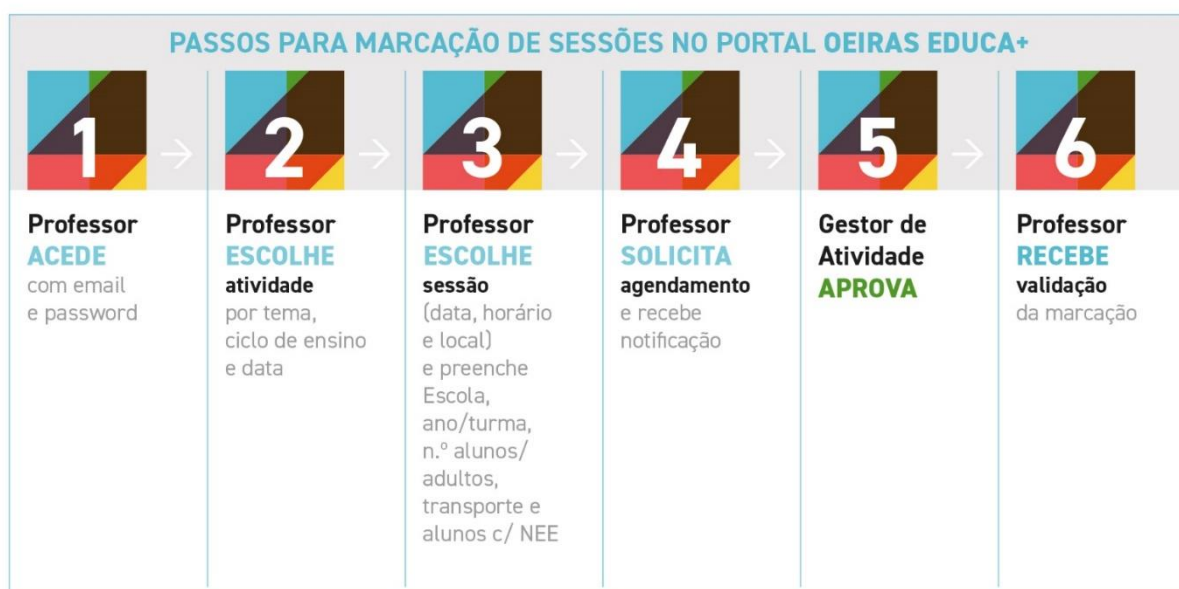 PASSOS PARA MARCAÇÃO DE SESSÕES NO PORTAL OEIRAS EDUCA+
1
Professor
ACEDE
com email
e password
2
Professor
ESCOLHE
atividade
por tema,
ciclo de ensino
e data
3
Professor
ESCOLHE
sessão
(data, horário
e local)
e preenche
Escola,
ano/turma,
n.º alunos/
adultos,
transporte e
alunos c/ NEE
4
Professor
SOLICITA
agendamento
e recebe
notificação
5
Gestor de
Atividade
APROVA
6
Professor
RECEBE
validação
da marcação